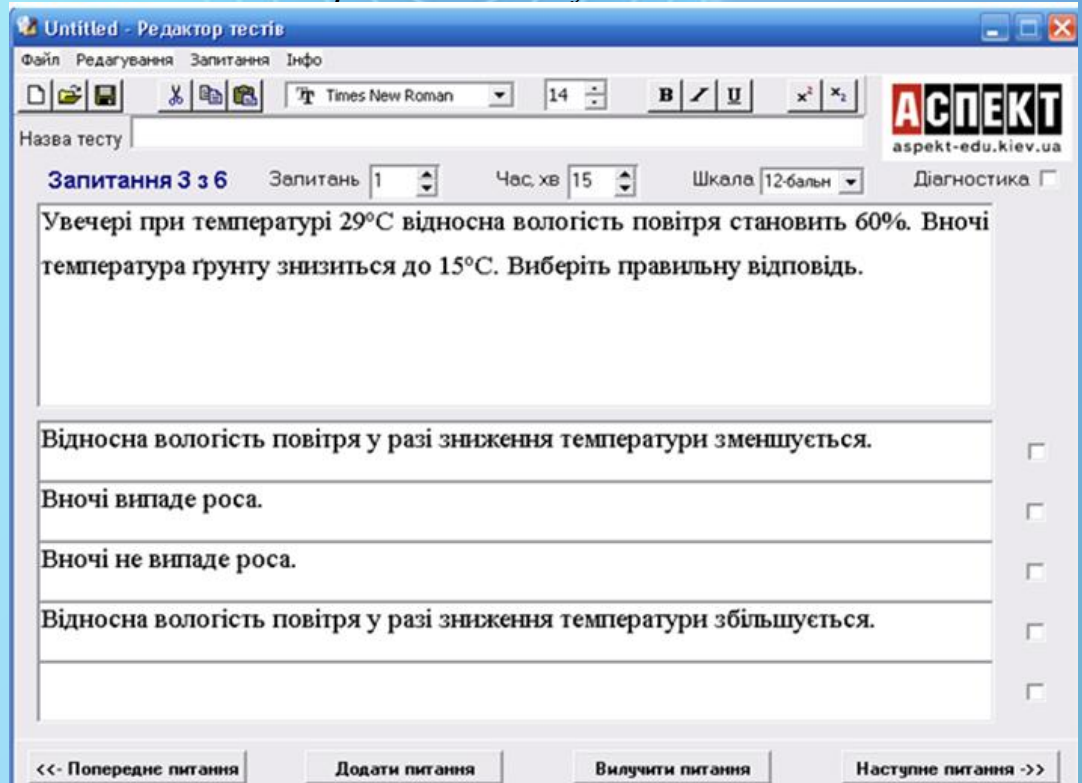 Untitled - Редактор тестів
Файл Редагування Запитання Інфо
Times New Roman 14 B I U x² x₂
АСПЕКТ
aspekt-edu.kiev.ua
Назва тесту
Запитання 3 з 6 Запитань 1 Час, хв 15 Шкала 12-бальн Діагностика
Увечері при температурі 29°С відносна вологість повітря становить 60%. Вночі
температура ґрунту знизиться до 15°С. Виберіть правильну відповідь.
Відносна вологість повітря у разі зниження температури зменшується.
Вночі випаде роса.
Вночі не випаде роса.
Відносна вологість повітря у разі зниження температури збільшується.
<<- Попереднє питання Додати питання Вилучити питання Наступне питання ->>